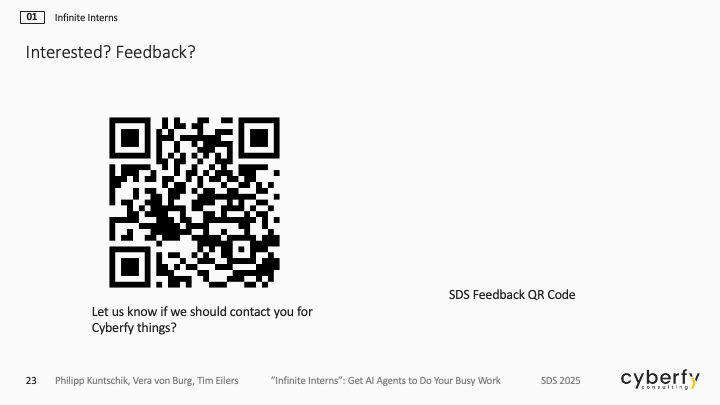 01 Infinite Interns
Interested? Feedback?
Let us know if we should contact you for
Cyberfy things?
SDS Feedback QR Code
23 Philipp Kuntschik, Vera von Burg, Tim Eilers "Infinite Interns": Get AI Agents to Do Your Busy Work SDS 2025
cyberfy
consulting